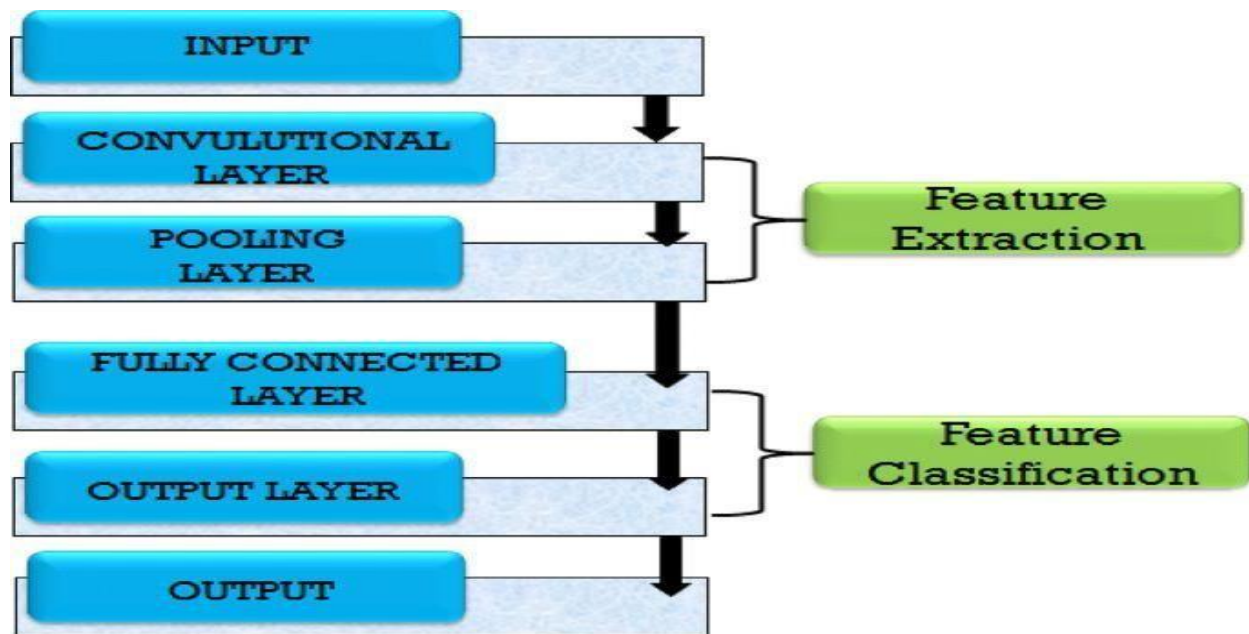 INPUT
CONVULUTIONAL
LAYER
POOLING
LAYER
Feature
Extraction
FULLY CONNECTED
LAYER
OUTPUT LAYER
Feature
Classification
OUTPUT